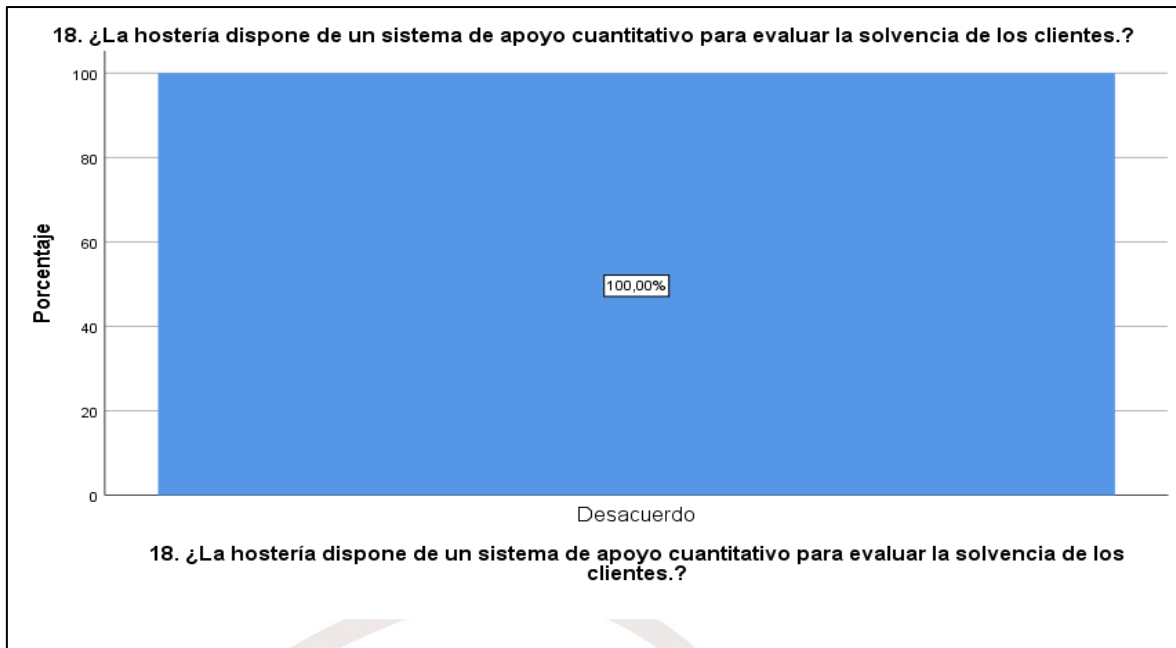 18. ¿La hostería dispone de un sistema de apoyo cuantitativo para evaluar la solvencia de los clientes.?
100
80
60
40
20
0
Porcentaje
100,00%
Desacuerdo
18. ¿La hostería dispone de un sistema de apoyo cuantitativo para evaluar la solvencia de los
clientes.?